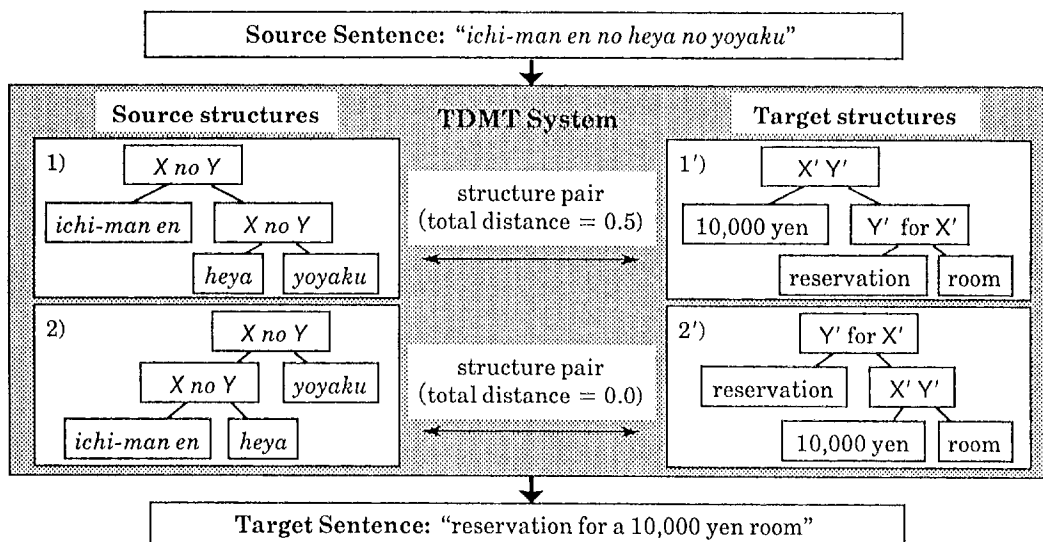 Source Sentence: “ichi-man en no heya no yoyaku”
TDMT System
Source structures
1)
X no Y
ichi-man en
X no Y
heya
yoyaku
2)
X no Y
X no Y
yoyaku
ichi-man en
heya
structure pair
(total distance = 0.5)
structure pair
(total distance = 0.0)
Target structures
1')
X' Y'
10,000 yen
Y' for X'
reservation
room
2')
Y' for X'
reservation
X' Y'
10,000 yen
room
Target Sentence: “reservation for a 10,000 yen room”